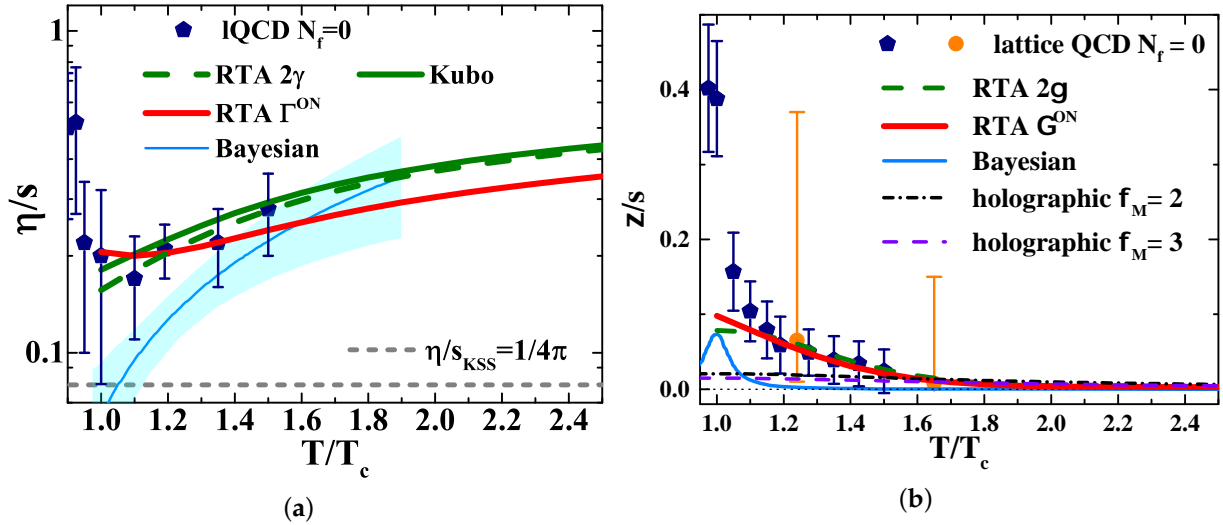 1
0.1
η/s
lQCD N_f=0
RTA 2γ
Kubo
RTA Γ^ON
Bayesian
η/s_KSS=1/4π
1.0 1.2 1.4 1.6 1.8 2.0 2.2 2.4
T/T_c
(a)
0.4
0.2
0.0
z/s
lattice QCD N_f = 0
RTA 2g
RTA G^ON
Bayesian
holographic f_M= 2
holographic f_M= 3
1.0 1.2 1.4 1.6 1.8 2.0 2.2 2.4
T/T_c
(b)